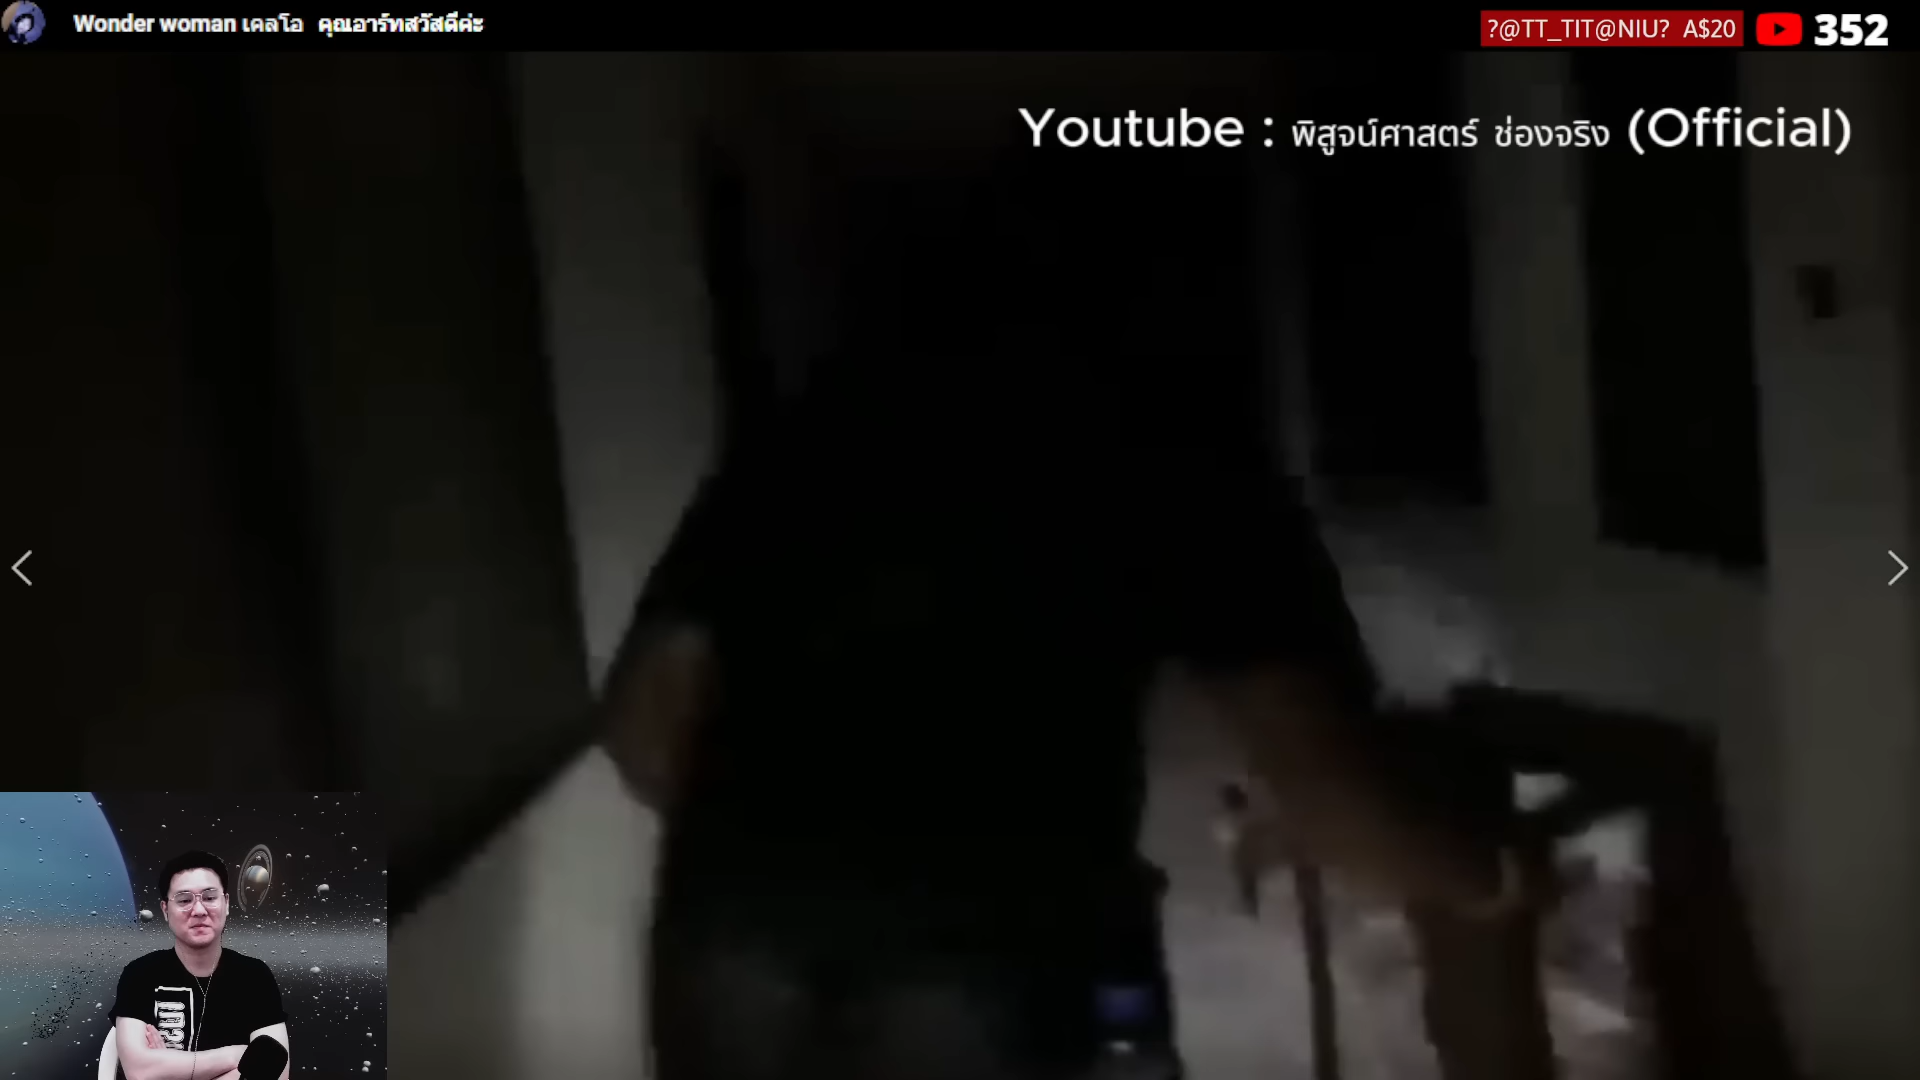 Wonder woman เคลโอ คุณอาร์ทสวัสดีค่ะ
?@TT_TIT@NIU? A$20
352
Youtube : พิสูจน์ศาสตร์ ช่องจริง (Official)